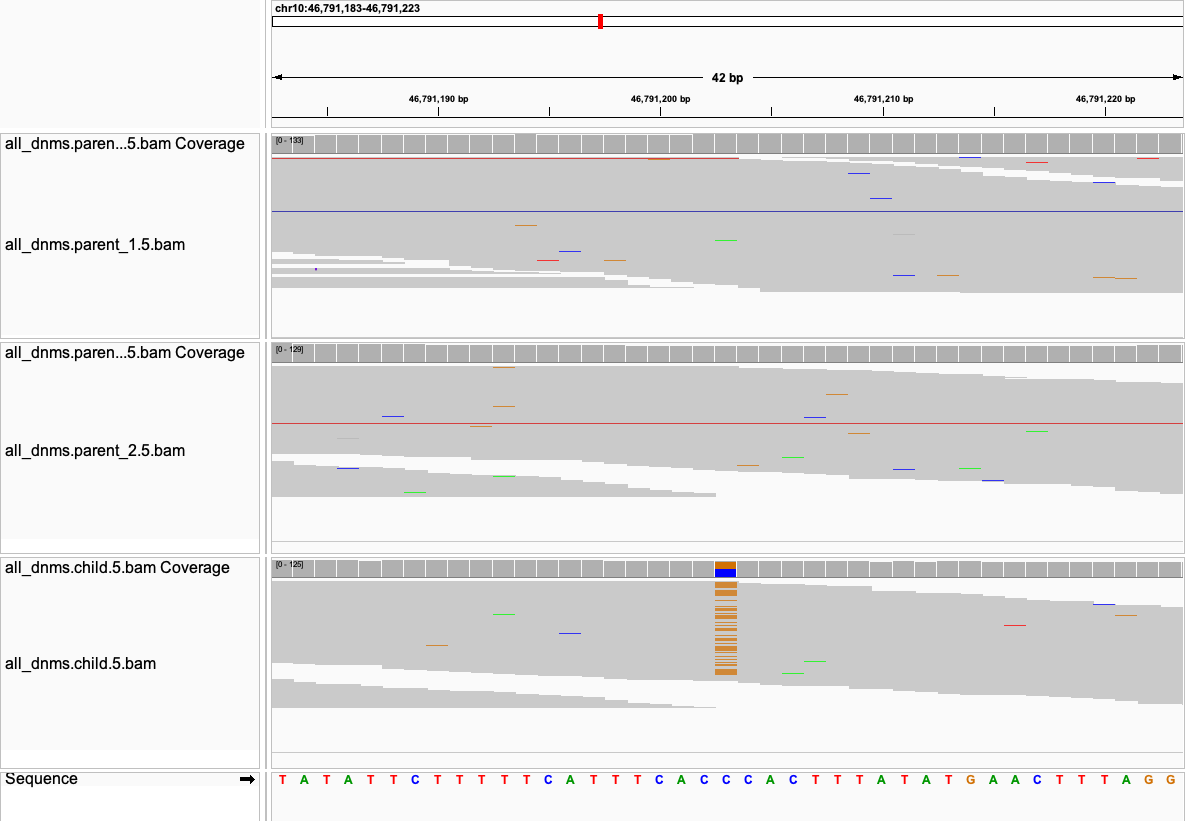 chr10:46,791,183-46,791,223
42 bp
46,791,190 bp 46,791,200 bp 46,791,210 bp 46,791,220 bp
all_dnms.paren...5.bam Coverage
[0 - 133]
all_dnms.parent_1.5.bam
all_dnms.paren...5.bam Coverage
[0 - 129]
all_dnms.parent_2.5.bam
all_dnms.child.5.bam Coverage
[0 - 125]
all_dnms.child.5.bam
Sequence T A T A T T C T T T T T C A T T T C A C C C A C T T T A T A T G A A C T T T A G G